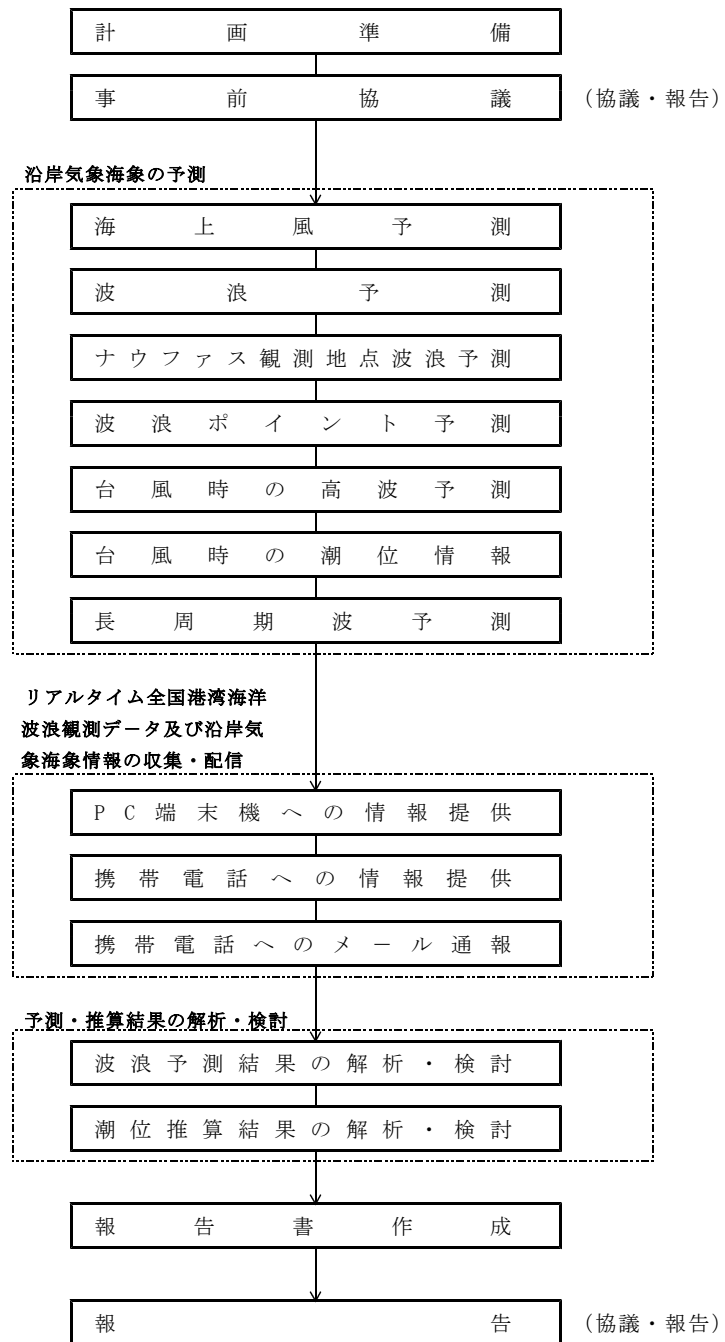 計画準備
事前協議 （協議・報告）
沿岸気象海象の予測
海上風予測
波浪予測
ナウファス観測地点波浪予測
波浪ポイント予測
台風時の高波予測
台風時の潮位情報
長周期波予測
リアルタイム全国港湾海洋
波浪観測データ及び沿岸気
象海象情報の収集・配信
ＰＣ端末機への情報提供
携帯電話への情報提供
携帯電話へのメール通報
予測・推算結果の解析・検討
波浪予測結果の解析・検討
潮位推算結果の解析・検討
報告書作成
報告 （協議・報告）